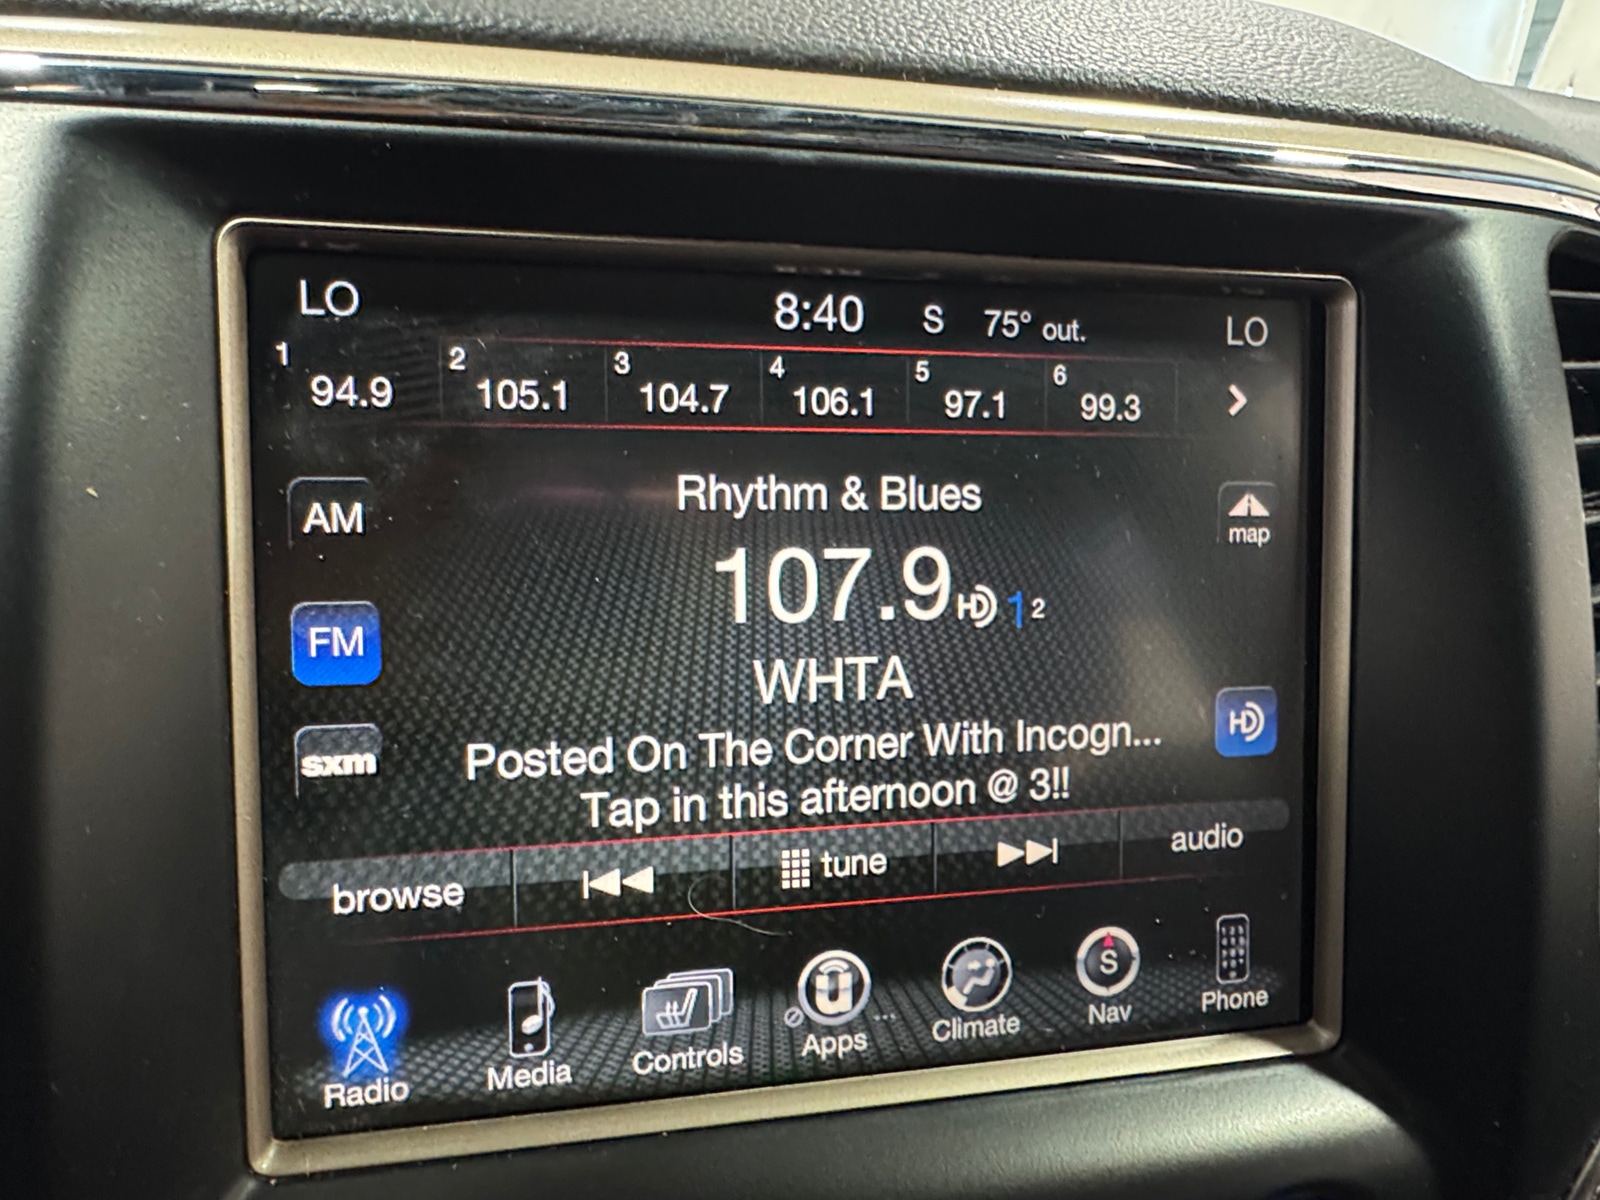 LO 8:40 S 75° out. LO
1 94.9 2 105.1 3 104.7 4 106.1 5 97.1 6 99.3
Rhythm & Blues
AM
map
107.9 HD 1 2
FM
WHTA
HD
sxm
Posted On The Corner With Incogn...
Tap in this afternoon @ 3!!
browse tune audio
Radio Media Controls Apps ... Climate S Nav Phone